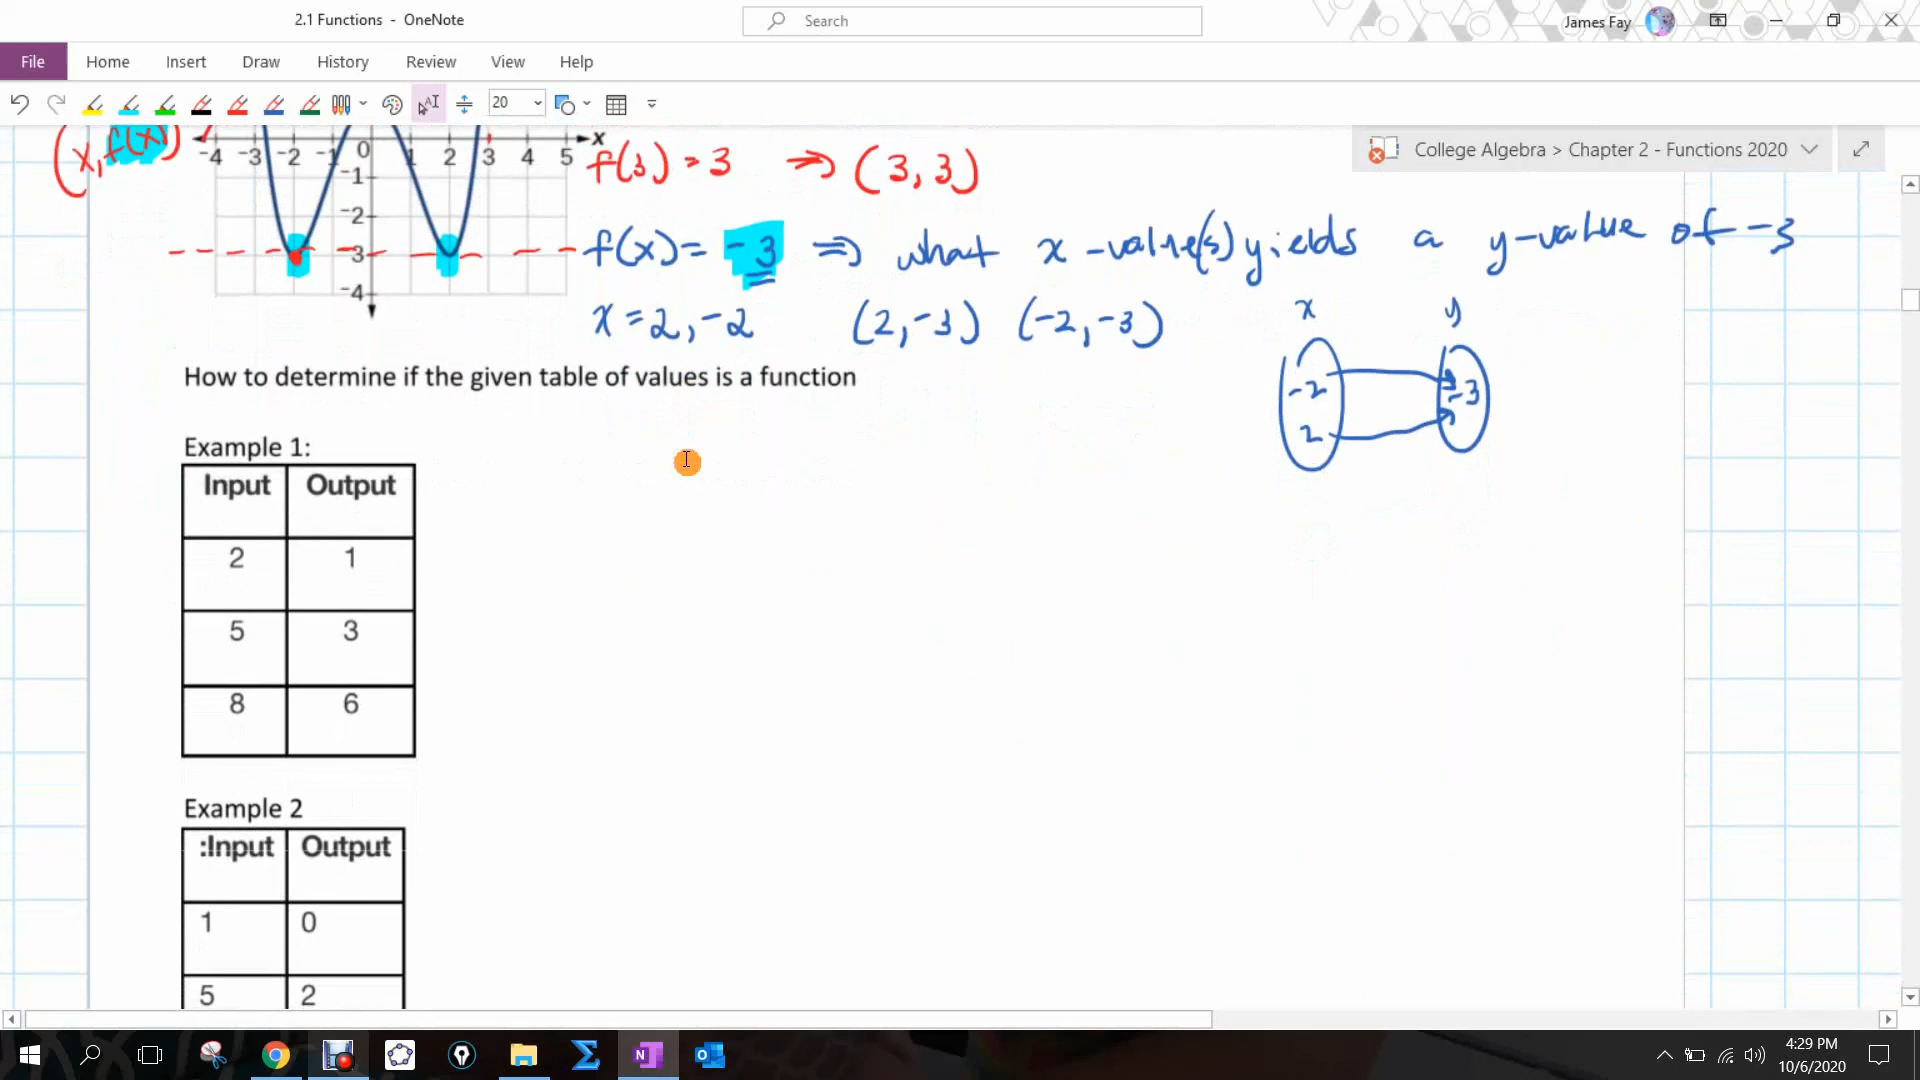 2.1 Functions - OneNote
Search
James Fay
File Home Insert Draw History Review View Help
20
College Algebra > Chapter 2 - Functions 2020
(x, f(x))
-4 -3 -2 -1 0 1 2 3 4 5 x
-1
-2
-3
-4
f(3) = 3 ⇒ (3, 3)
f(x) = -3 ⇒ what x-value(s) yields a y-value of -3
x = 2, -2 (2, -3) (-2, -3)
x y
-2 -3
2
How to determine if the given table of values is a function
Example 1:
Input Output
2 1
5 3
8 6
Example 2
:Input Output
1 0
5 2
4:29 PM
10/6/2020